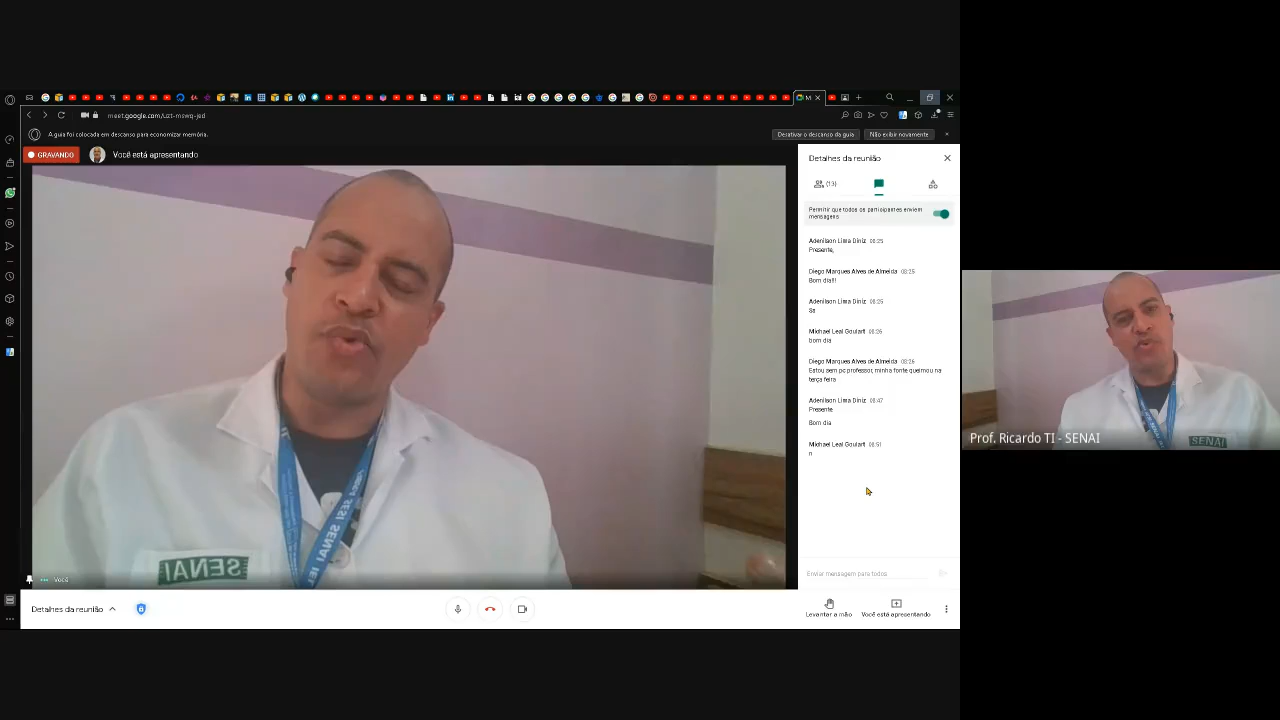 meet.google.com/uzt-mswq-jed
A guia foi colocada em descanso para economizar memória.
Desativar o descanso da guia
Não exibir novamente
GRAVANDO
Você está apresentando
Detalhes da reunião
(13)
Permitir que todos os participantes enviem
mensagens
Adenilson Lima Diniz 08:25
Presente,
Diego Marques Alves de Almeida 08:25
Bom dia!!!
Adenilson Lima Diniz 08:25
Michael Leal Goulart 08:26
bom dia
Diego Marques Alves de Almeida 08:26
Estou sem pc professor, minha fonte queimou na
terça feira
Adenilson Lima Diniz 08:47
Presente
Bom dia
Michael Leal Goulart 08:51
n
Enviar mensagem para todos
SENAI
SESI SENAI IEL
Você
Detalhes da reunião
Levantar a mão
Você está apresentando
Prof. Ricardo TI - SENAI
SENAI